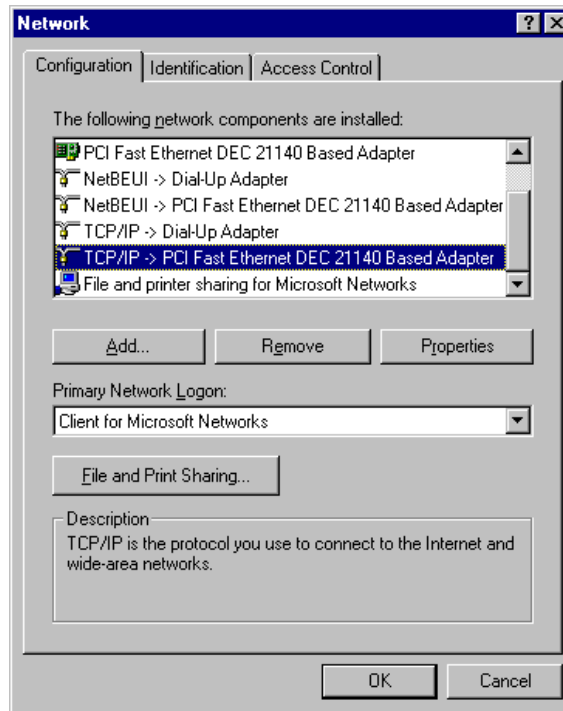 Network
Configuration Identification Access Control
The following network components are installed:
PCI Fast Ethernet DEC 21140 Based Adapter
NetBEUI -> Dial-Up Adapter
NetBEUI -> PCI Fast Ethernet DEC 21140 Based Adapter
TCP/IP -> Dial-Up Adapter
TCP/IP -> PCI Fast Ethernet DEC 21140 Based Adapter
File and printer sharing for Microsoft Networks
Add... Remove Properties
Primary Network Logon:
Client for Microsoft Networks
File and Print Sharing...
Description
TCP/IP is the protocol you use to connect to the Internet and
wide-area networks.
OK Cancel